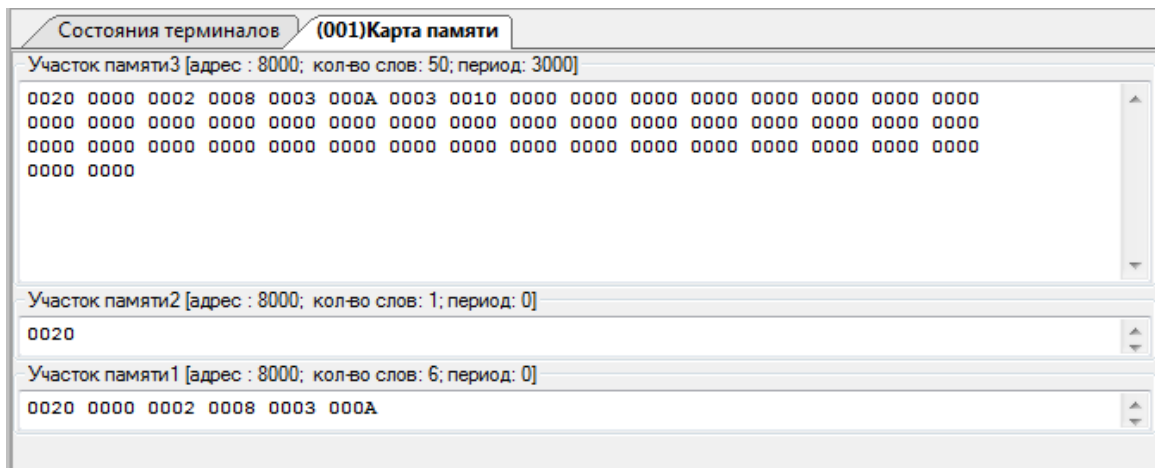 Состояния терминалов (001)Карта памяти
Участок памяти3 [адрес : 8000; кол-во слов: 50; период: 3000]
0020 0000 0002 0008 0003 000A 0003 0010 0000 0000 0000 0000 0000 0000 0000 0000
0000 0000 0000 0000 0000 0000 0000 0000 0000 0000 0000 0000 0000 0000 0000 0000
0000 0000 0000 0000 0000 0000 0000 0000 0000 0000 0000 0000 0000 0000 0000 0000
0000 0000
Участок памяти2 [адрес : 8000; кол-во слов: 1; период: 0]
0020
Участок памяти1 [адрес : 8000; кол-во слов: 6; период: 0]
0020 0000 0002 0008 0003 000A